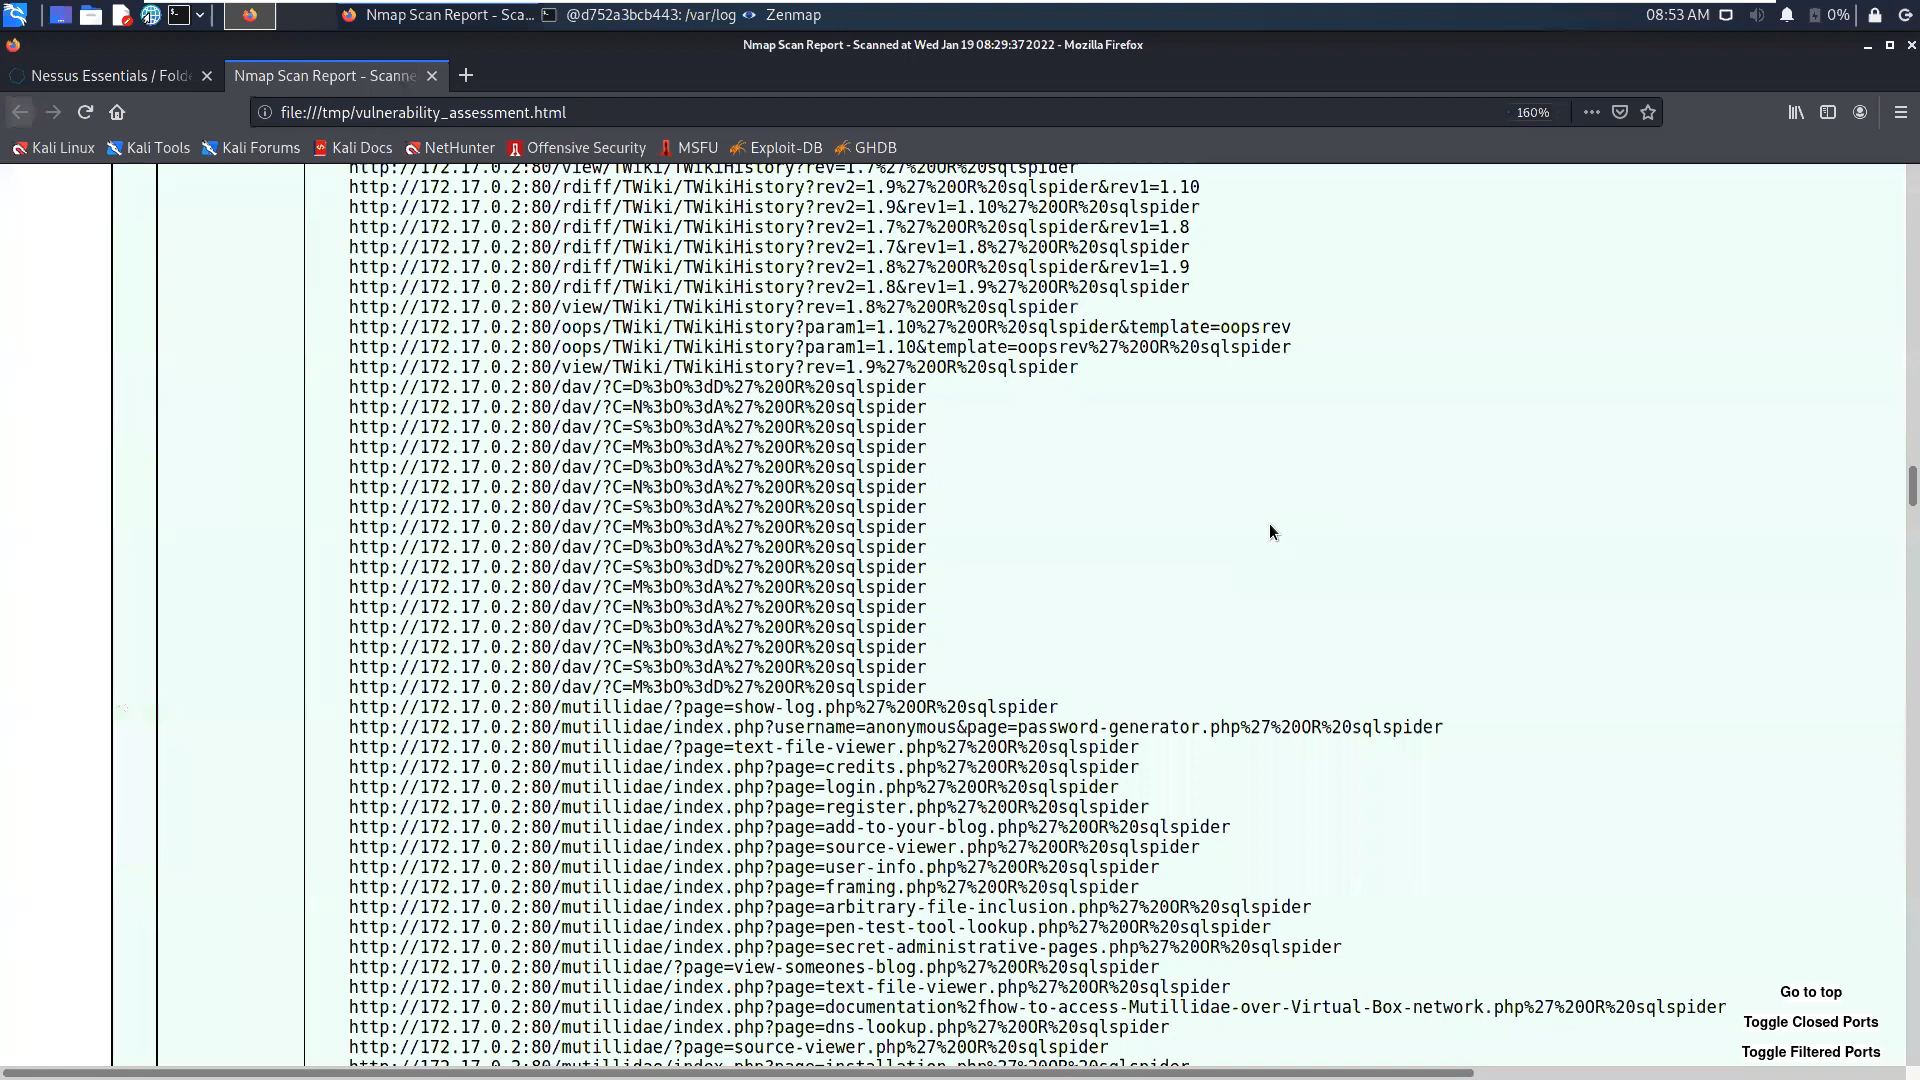 Nmap Scan Report - Sca... @d752a3bcb443: /var/log Zenmap 08:53 AM 0%
Nmap Scan Report - Scanned at Wed Jan 19 08:29:37 2022 - Mozilla Firefox
Nessus Essentials / Folde Nmap Scan Report - Scanne
file:///tmp/vulnerability_assessment.html 160%
Kali Linux Kali Tools Kali Forums Kali Docs NetHunter Offensive Security MSFU Exploit-DB GHDB
http://172.17.0.2:80/view/TWiki/TWikiHistory?rev=1.7%27%20OR%20sqlspider
http://172.17.0.2:80/rdiff/TWiki/TWikiHistory?rev2=1.9%27%20OR%20sqlspider&rev1=1.10
http://172.17.0.2:80/rdiff/TWiki/TWikiHistory?rev2=1.9&rev1=1.10%27%20OR%20sqlspider
http://172.17.0.2:80/rdiff/TWiki/TWikiHistory?rev2=1.7%27%20OR%20sqlspider&rev1=1.8
http://172.17.0.2:80/rdiff/TWiki/TWikiHistory?rev2=1.7&rev1=1.8%27%20OR%20sqlspider
http://172.17.0.2:80/rdiff/TWiki/TWikiHistory?rev2=1.8%27%20OR%20sqlspider&rev1=1.9
http://172.17.0.2:80/rdiff/TWiki/TWikiHistory?rev2=1.8&rev1=1.9%27%20OR%20sqlspider
http://172.17.0.2:80/view/TWiki/TWikiHistory?rev=1.8%27%20OR%20sqlspider
http://172.17.0.2:80/oops/TWiki/TWikiHistory?param1=1.10%27%20OR%20sqlspider&template=oopsrev
http://172.17.0.2:80/oops/TWiki/TWikiHistory?param1=1.10&template=oopsrev%27%20OR%20sqlspider
http://172.17.0.2:80/view/TWiki/TWikiHistory?rev=1.9%27%20OR%20sqlspider
http://172.17.0.2:80/dav/?C=D%3bO%3dD%27%20OR%20sqlspider
http://172.17.0.2:80/dav/?C=N%3bO%3dA%27%20OR%20sqlspider
http://172.17.0.2:80/dav/?C=S%3bO%3dA%27%20OR%20sqlspider
http://172.17.0.2:80/dav/?C=M%3bO%3dA%27%20OR%20sqlspider
http://172.17.0.2:80/dav/?C=D%3bO%3dA%27%20OR%20sqlspider
http://172.17.0.2:80/dav/?C=N%3bO%3dA%27%20OR%20sqlspider
http://172.17.0.2:80/dav/?C=S%3bO%3dA%27%20OR%20sqlspider
http://172.17.0.2:80/dav/?C=M%3bO%3dA%27%20OR%20sqlspider
http://172.17.0.2:80/dav/?C=D%3bO%3dA%27%20OR%20sqlspider
http://172.17.0.2:80/dav/?C=S%3bO%3dD%27%20OR%20sqlspider
http://172.17.0.2:80/dav/?C=M%3bO%3dA%27%20OR%20sqlspider
http://172.17.0.2:80/dav/?C=N%3bO%3dA%27%20OR%20sqlspider
http://172.17.0.2:80/dav/?C=D%3bO%3dA%27%20OR%20sqlspider
http://172.17.0.2:80/dav/?C=N%3bO%3dA%27%20OR%20sqlspider
http://172.17.0.2:80/dav/?C=S%3bO%3dA%27%20OR%20sqlspider
http://172.17.0.2:80/dav/?C=M%3bO%3dD%27%20OR%20sqlspider
http://172.17.0.2:80/mutillidae/?page=show-log.php%27%20OR%20sqlspider
http://172.17.0.2:80/mutillidae/index.php?username=anonymous&page=password-generator.php%27%20OR%20sqlspider
http://172.17.0.2:80/mutillidae/?page=text-file-viewer.php%27%20OR%20sqlspider
http://172.17.0.2:80/mutillidae/index.php?page=credits.php%27%20OR%20sqlspider
http://172.17.0.2:80/mutillidae/index.php?page=login.php%27%20OR%20sqlspider
http://172.17.0.2:80/mutillidae/index.php?page=register.php%27%20OR%20sqlspider
http://172.17.0.2:80/mutillidae/index.php?page=add-to-your-blog.php%27%20OR%20sqlspider
http://172.17.0.2:80/mutillidae/index.php?page=source-viewer.php%27%20OR%20sqlspider
http://172.17.0.2:80/mutillidae/index.php?page=user-info.php%27%20OR%20sqlspider
http://172.17.0.2:80/mutillidae/index.php?page=framing.php%27%20OR%20sqlspider
http://172.17.0.2:80/mutillidae/index.php?page=arbitrary-file-inclusion.php%27%20OR%20sqlspider
http://172.17.0.2:80/mutillidae/index.php?page=pen-test-tool-lookup.php%27%20OR%20sqlspider
http://172.17.0.2:80/mutillidae/index.php?page=secret-administrative-pages.php%27%20OR%20sqlspider
http://172.17.0.2:80/mutillidae/?page=view-someones-blog.php%27%20OR%20sqlspider
http://172.17.0.2:80/mutillidae/index.php?page=text-file-viewer.php%27%20OR%20sqlspider
http://172.17.0.2:80/mutillidae/index.php?page=documentation%2fhow-to-access-Mutillidae-over-Virtual-Box-network.php%27%20OR%20sqlspider
http://172.17.0.2:80/mutillidae/index.php?page=dns-lookup.php%27%20OR%20sqlspider
http://172.17.0.2:80/mutillidae/?page=source-viewer.php%27%20OR%20sqlspider
http://172.17.0.2:80/mutillidae/index.php?page=installation.php%27%20OR%20sqlspider
Go to top
Toggle Closed Ports
Toggle Filtered Ports